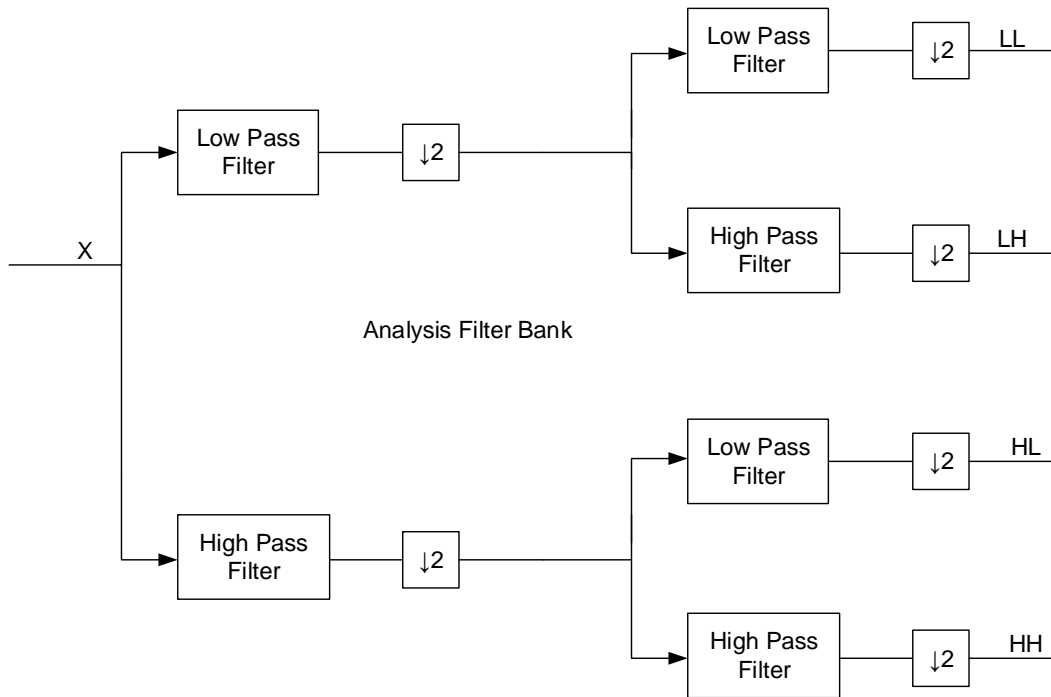 Low Pass
Filter
↓2
LL
Low Pass
Filter
↓2
High Pass
Filter
↓2
LH
X
Analysis Filter Bank
Low Pass
Filter
↓2
HL
High Pass
Filter
↓2
High Pass
Filter
↓2
HH